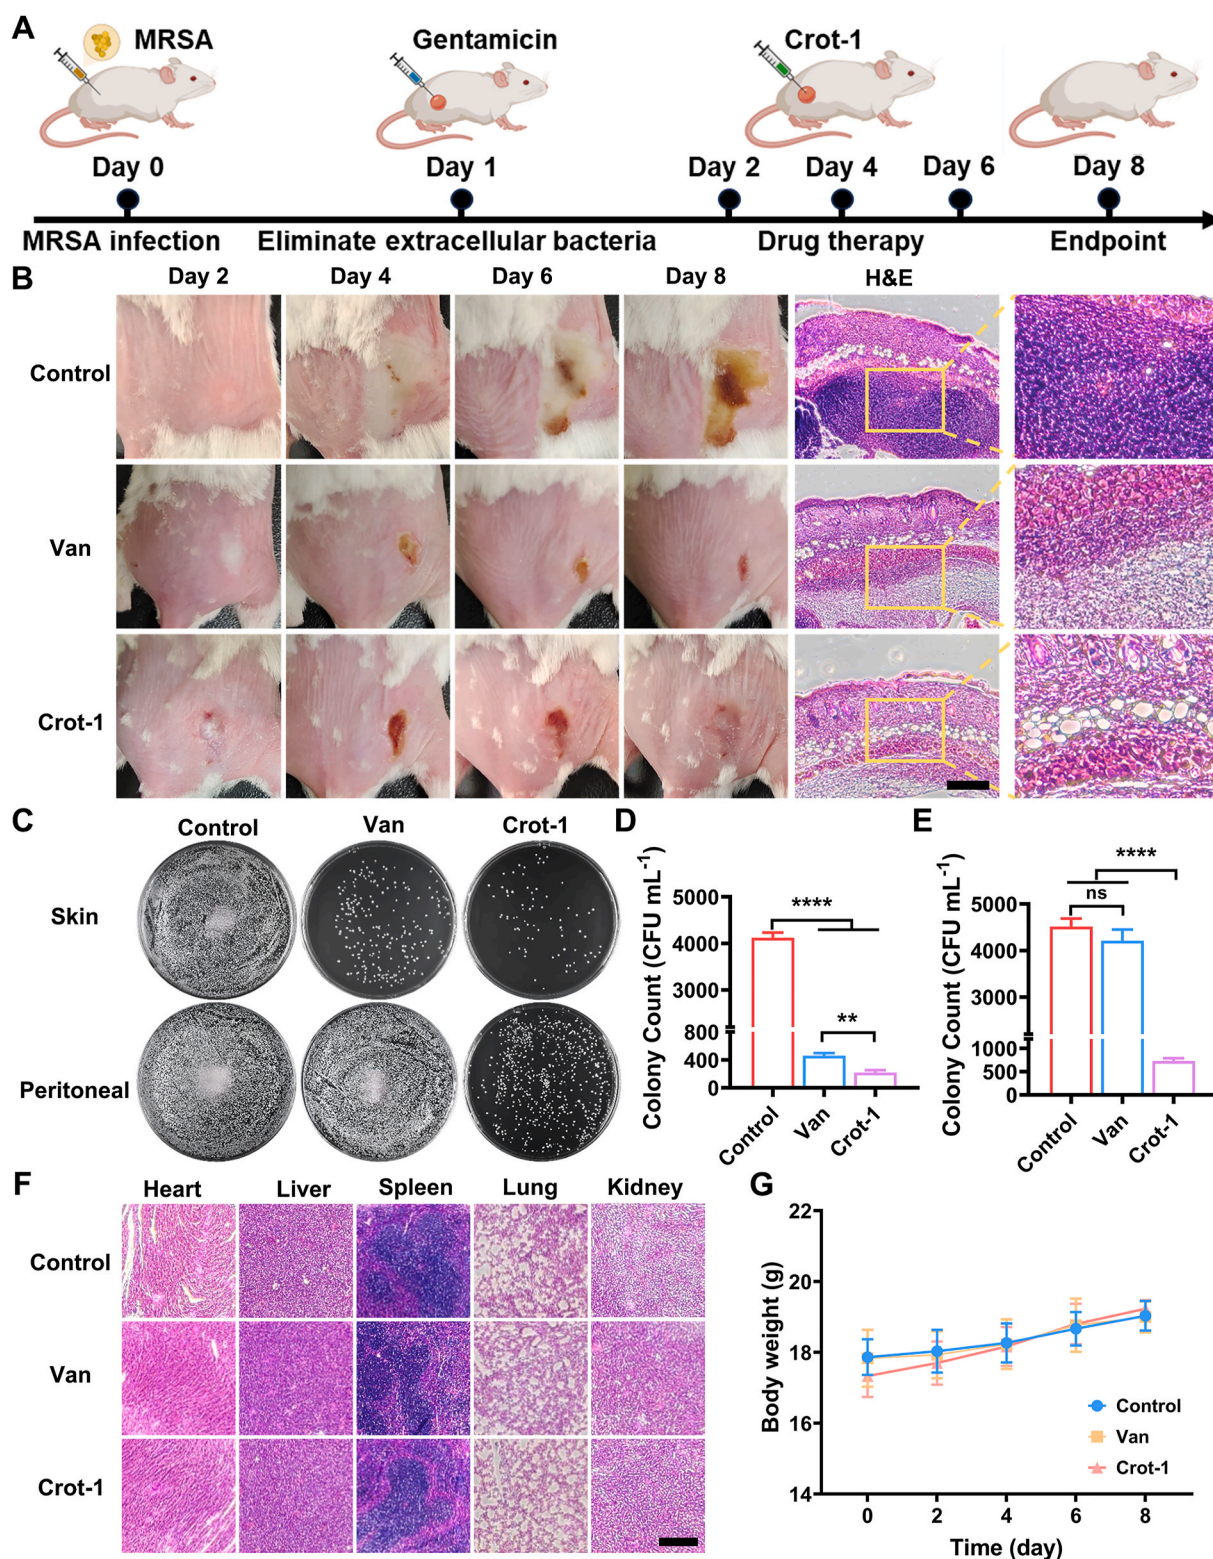 A
MRSA
Gentamicin
Crot-1
Day 0
Day 1
Day 2
Day 4
Day 6
Day 8
MRSA infection
Eliminate extracellular bacteria
Drug therapy
Endpoint
B
Day 2
Day 4
Day 6
Day 8
H&E
Control
Van
Crot-1
C
Control
Van
Crot-1
Skin
Peritoneal
D
Colony Count (CFU mL⁻¹)
5000
4000
3000
800
400
0
****
**
Control
Van
Crot-1
E
Colony Count (CFU mL⁻¹)
5000
4000
3000
1000
500
0
****
ns
Control
Van
Crot-1
F
Heart
Liver
Spleen
Lung
Kidney
Control
Van
Crot-1
G
Body weight (g)
22
20
18
16
14
Control
Van
Crot-1
0
2
4
6
8
Time (day)